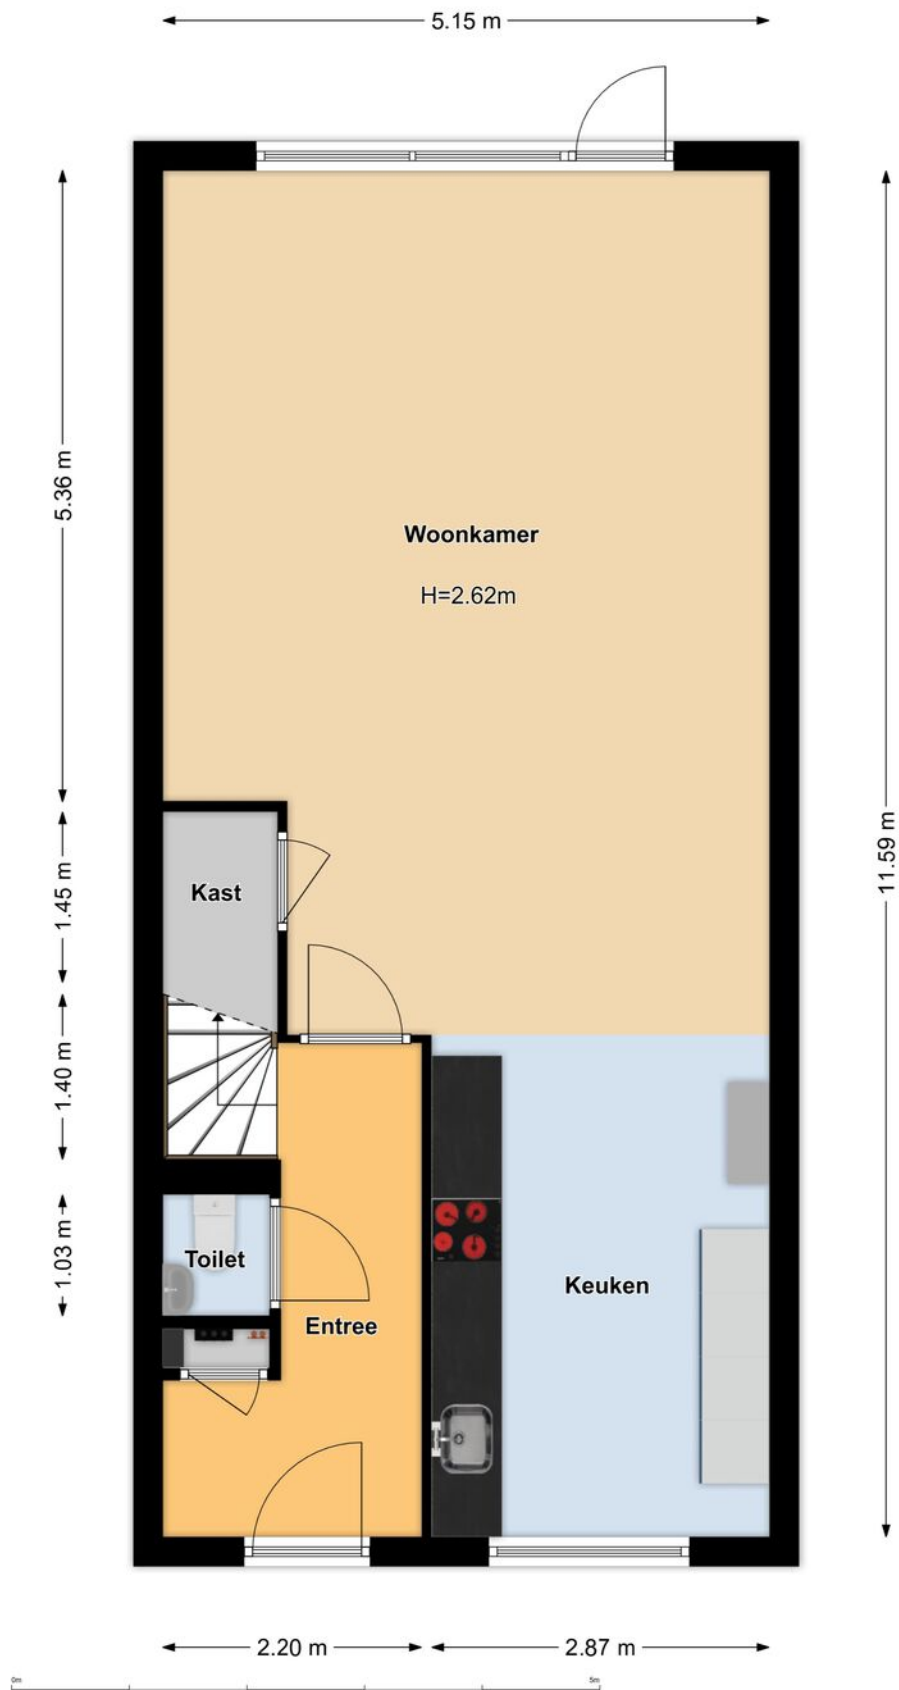 5.15 m
5.36 m
Woonkamer
H=2.62m
11.59 m
1.45 m
Kast
1.40 m
1.03 m
Toilet
Entree
Keuken
2.20 m
2.87 m
0m
5m